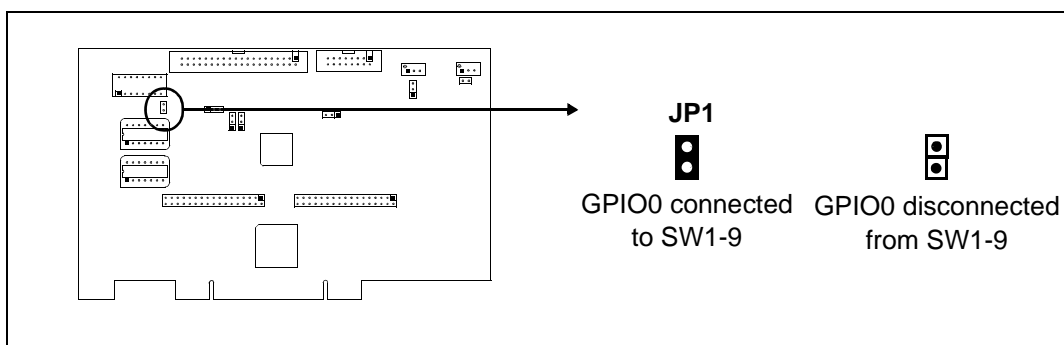 JP1
GPIO0 connected
to SW1-9
GPIO0 disconnected
from SW1-9